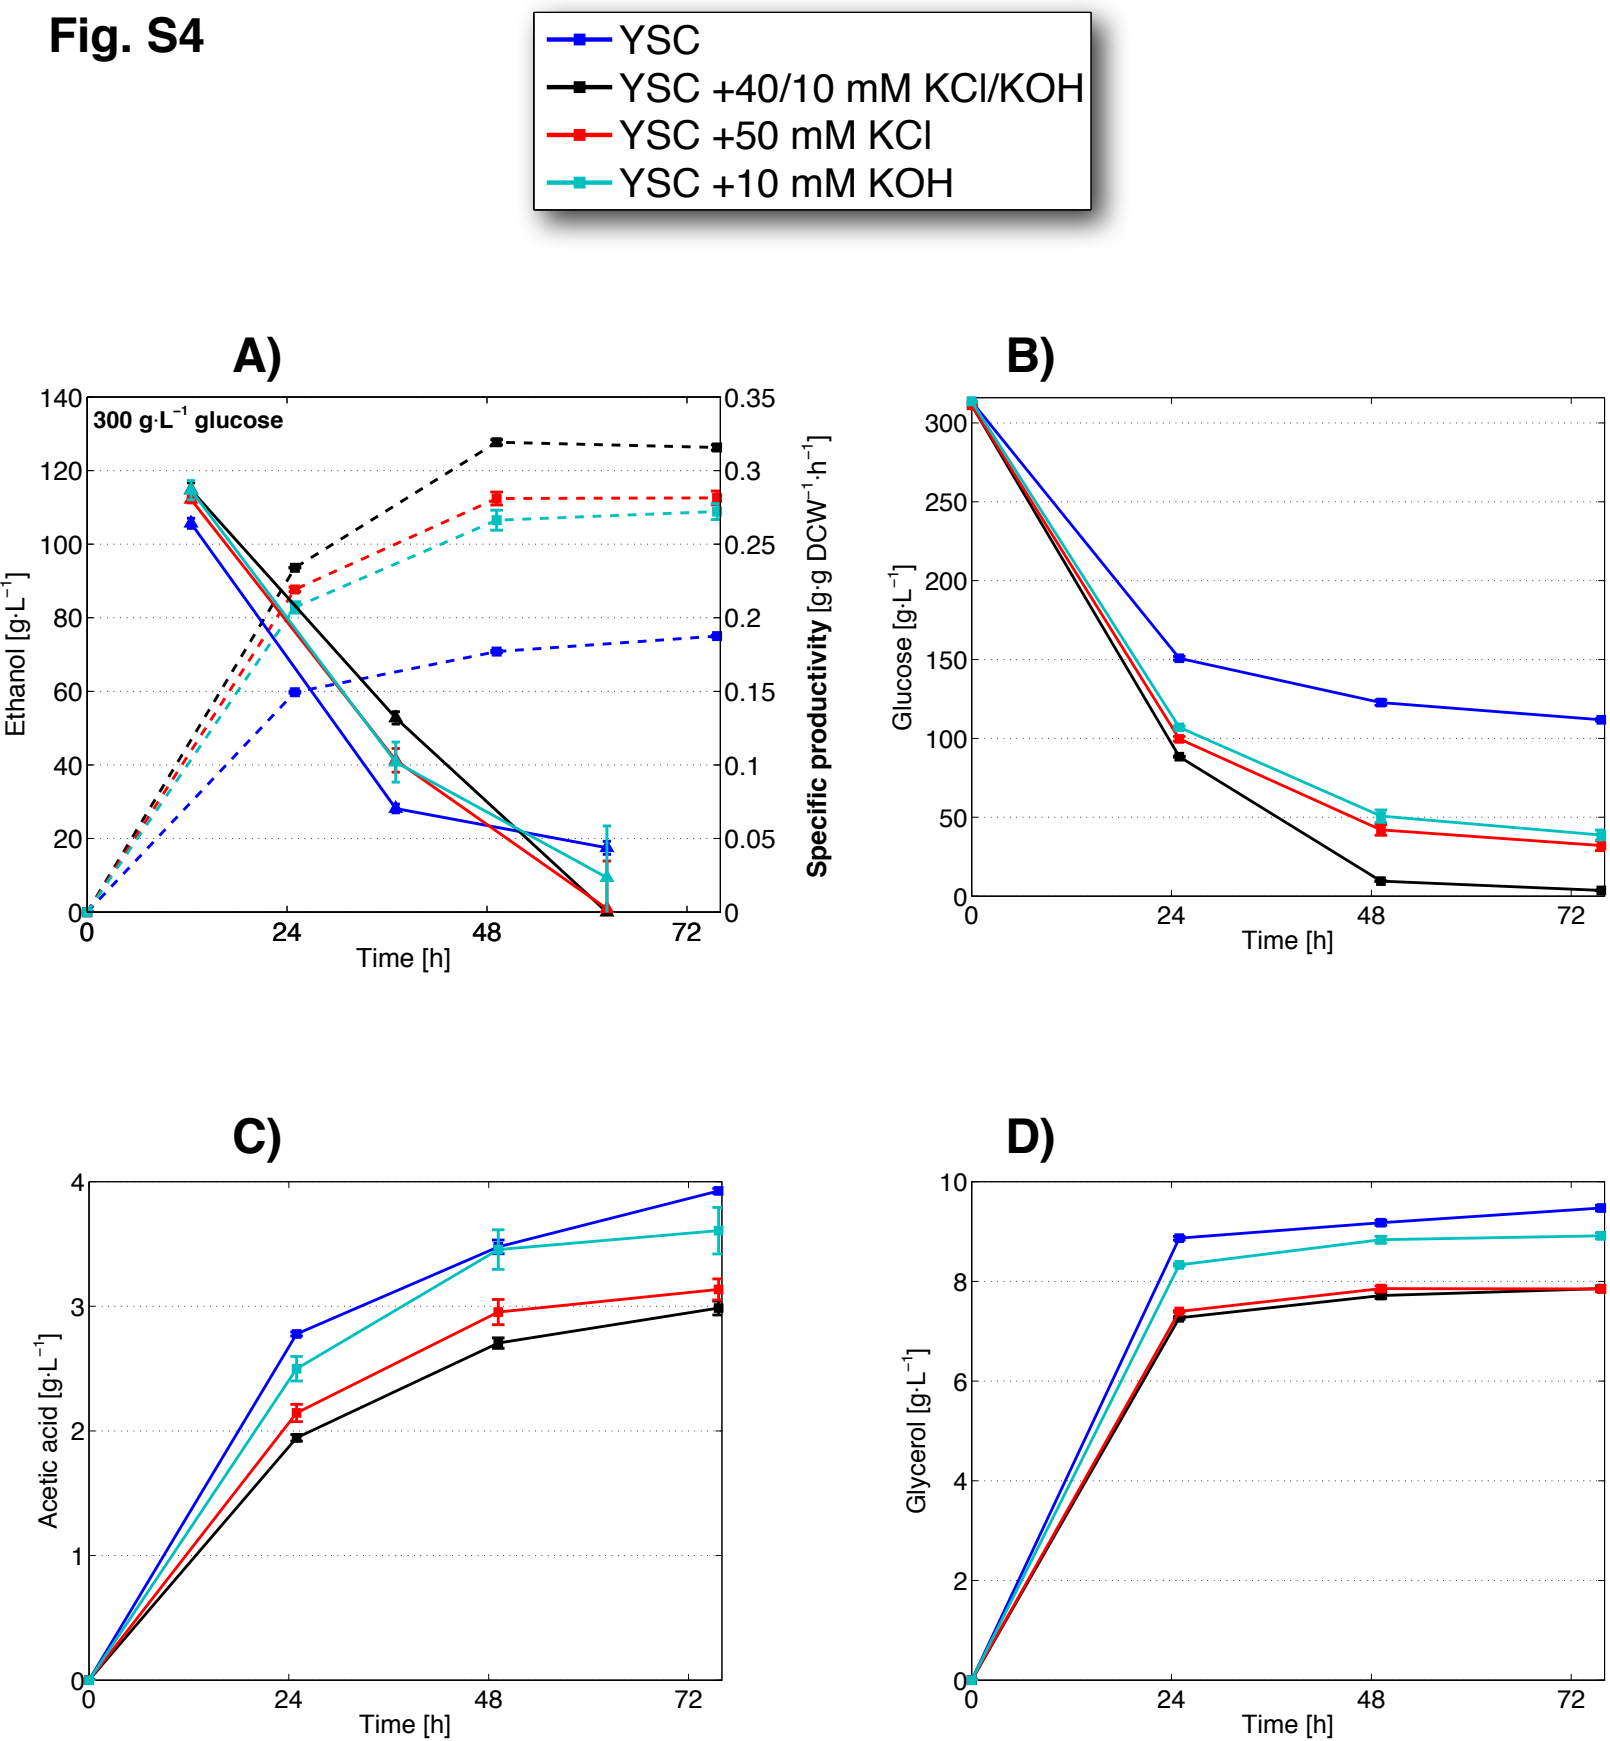 Fig. S4
YSC
YSC +40/10 mM KCl/KOH
YSC +50 mM KCl
YSC +10 mM KOH
A)
300 g·L⁻¹ glucose
140
120
100
80
60
40
20
0
0.35
0.3
0.25
0.2
0.15
0.1
0.05
0
0 24 48 72
Time [h]
Ethanol [g·L⁻¹]
Specific productivity [g·g DCW⁻¹·h⁻¹]
B)
300
250
200
150
100
50
0
0 24 48 72
Time [h]
Glucose [g·L⁻¹]
C)
4
3
2
1
0
0 24 48 72
Time [h]
Acetic acid [g·L⁻¹]
D)
10
8
6
4
2
0
0 24 48 72
Time [h]
Glycerol [g·L⁻¹]